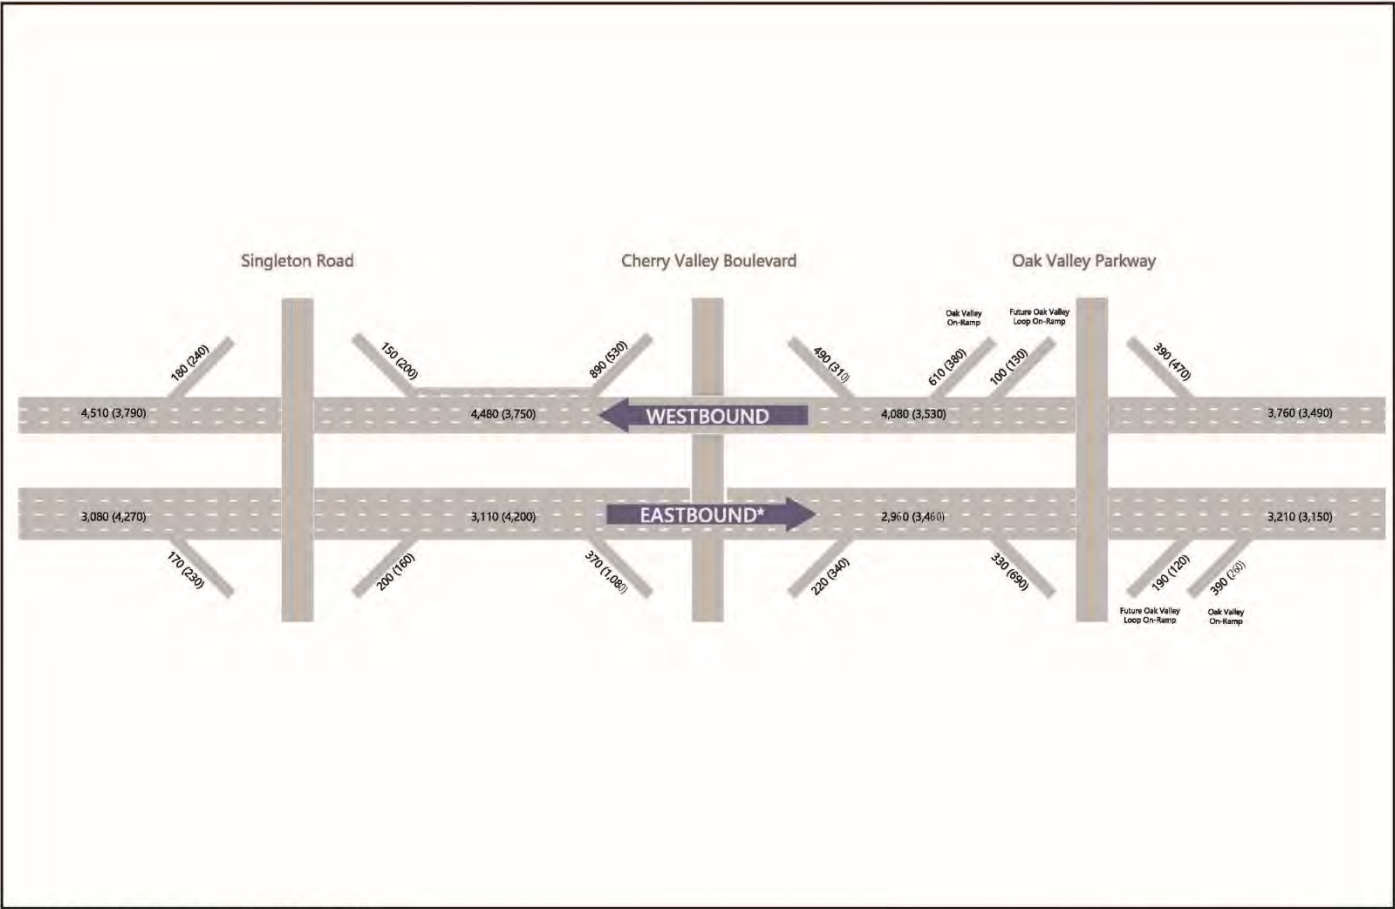 Singleton Road
Cherry Valley Boulevard
Oak Valley Parkway
Oak Valley
On-Ramp
Future Oak Valley
Loop On-Ramp
180 (240)
150 (200)
890 (530)
490 (310)
610 (380)
100 (130)
390 (470)
4,510 (3,790)
4,480 (3,750)
WESTBOUND
4,080 (3,530)
3,760 (3,490)
3,080 (4,270)
3,110 (4,200)
EASTBOUND*
2,960 (3,460)
3,210 (3,150)
170 (230)
200 (160)
370 (1,080)
220 (340)
330 (690)
190 (120)
390 (260)
Future Oak Valley
Loop On-Ramp
Oak Valley
On-Ramp